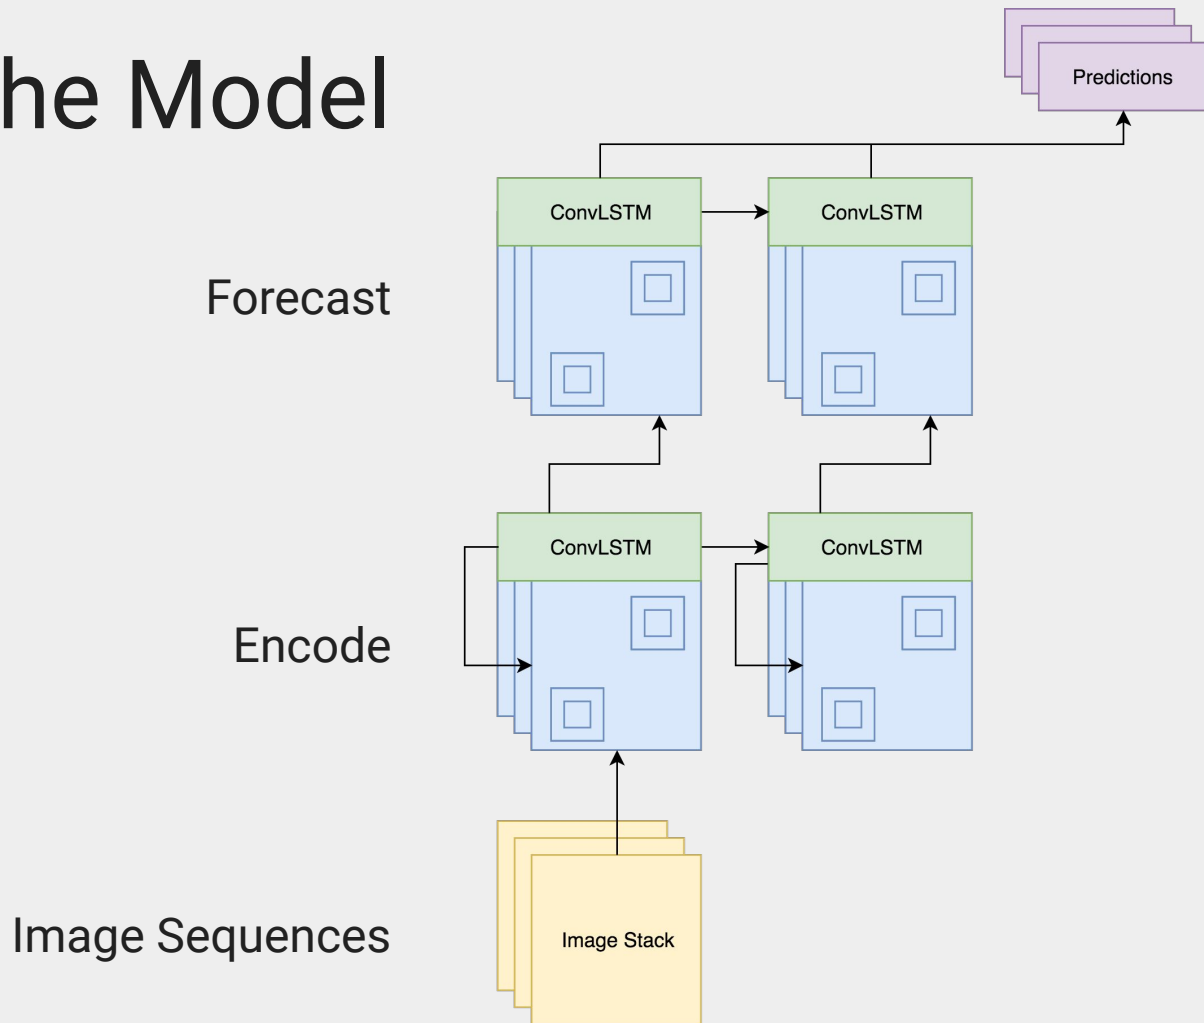 he Model
Predictions
ConvLSTM
ConvLSTM
Forecast
ConvLSTM
ConvLSTM
Encode
Image Sequences
Image Stack